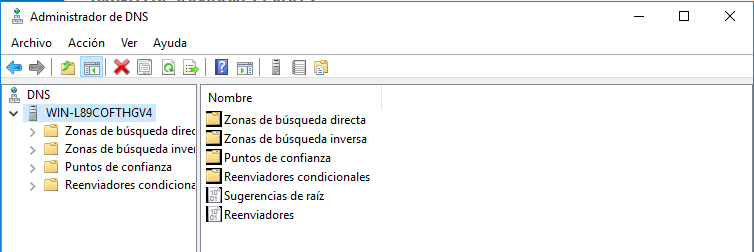 Administrador de DNS
Archivo Acción Ver Ayuda
DNS
WIN-L89COFTHGV4
Zonas de búsqueda direc
Zonas de búsqueda inver
Puntos de confianza
Reenviadores condiciona
Nombre
Zonas de búsqueda directa
Zonas de búsqueda inversa
Puntos de confianza
Reenviadores condicionales
Sugerencias de raíz
Reenviadores